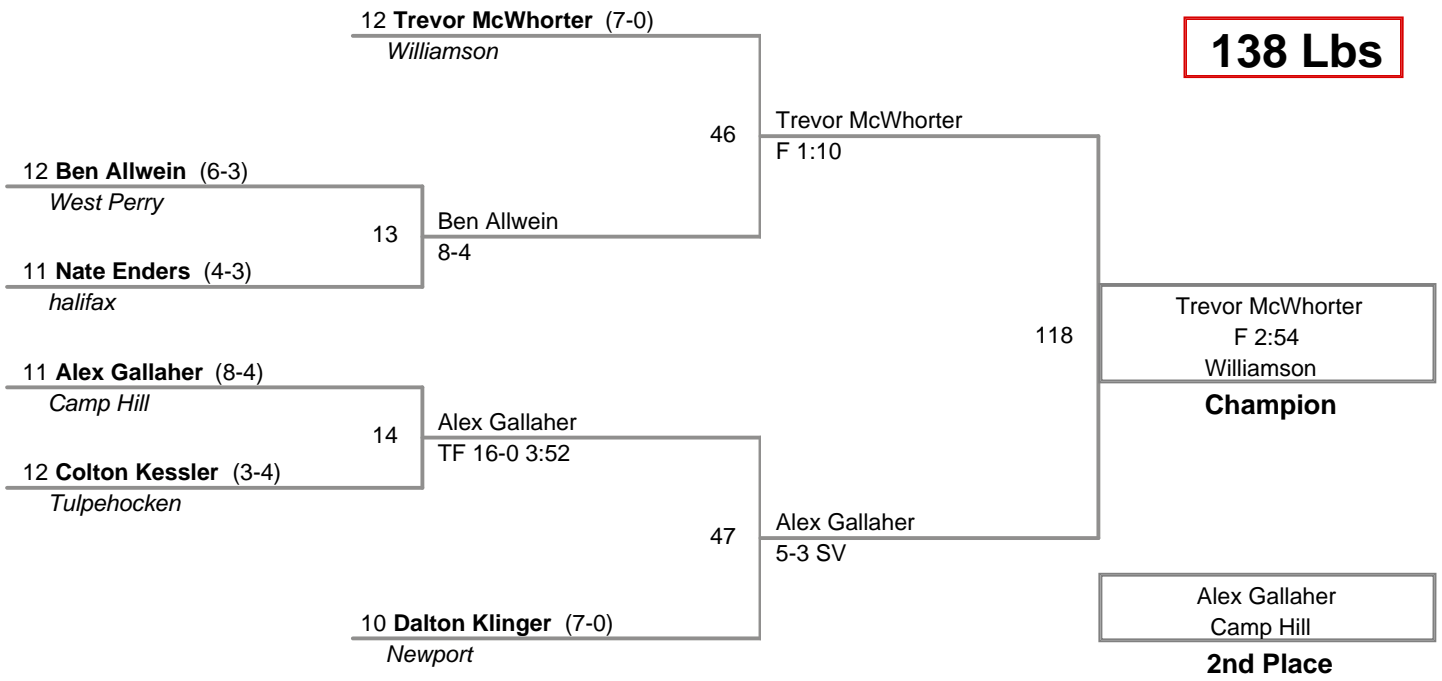 12 Trevor McWhorter (7-0)
Williamson
138 Lbs
46
Trevor McWhorter
F 1:10
12 Ben Allwein (6-3)
West Perry
13
Ben Allwein
8-4
11 Nate Enders (4-3)
halifax
118
Trevor McWhorter
F 2:54
Williamson
Champion
11 Alex Gallaher (8-4)
Camp Hill
14
Alex Gallaher
TF 16-0 3:52
12 Colton Kessler (3-4)
Tulpehocken
47
Alex Gallaher
5-3 SV
10 Dalton Klinger (7-0)
Newport
Alex Gallaher
Camp Hill
2nd Place